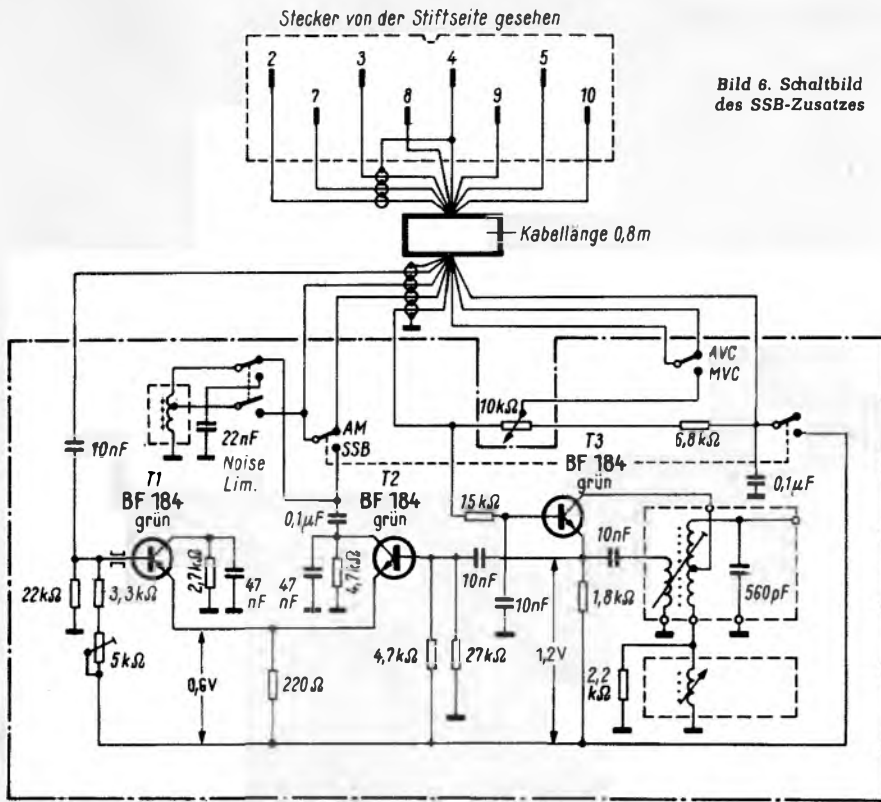 Stecker von der Stiftseite gesehen
2
3
4
5
7
8
9
10
Bild 6. Schaltbild
des SSB-Zusatzes
Kabellänge 0,8m
AVC
MVC
10kΩ
6,8kΩ
AM
SSB
22nF
Noise
Lim.
10nF
T1
BF 184
grün
0,1µF
T2
BF 184
grün
T3
BF 184
grün
15kΩ
0,1µF
10nF
22kΩ
3,3kΩ
2,7kΩ
47
nF
47
nF
4,7kΩ
10nF
10nF
1,8kΩ
560pF
5kΩ
0,6V
220Ω
4,7kΩ
27kΩ
1,2V
2,2
kΩ